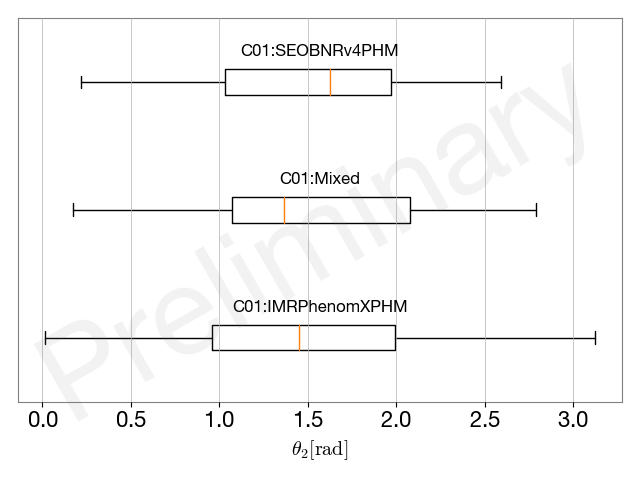 C01:SEOBNRv4PHM
C01:Mixed
C01:IMRPhenomXPHM
Preliminary
0.0 0.5 1.0 1.5 2.0 2.5 3.0
θ₂[rad]